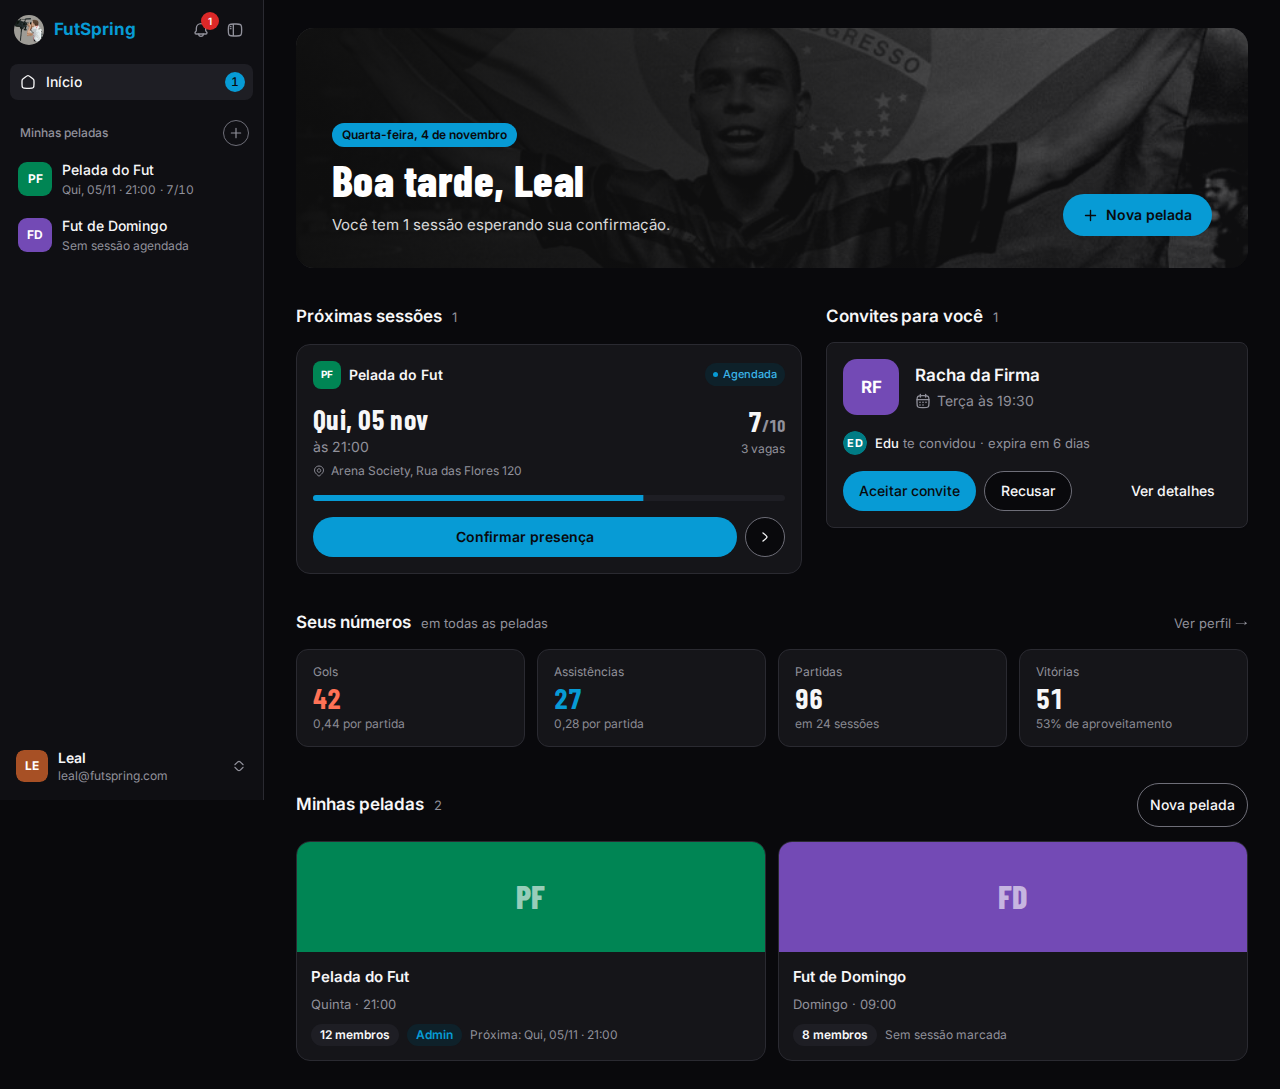 FutSpring
1
Início
1
Minhas peladas
PF
Pelada do Fut
Qui, 05/11 · 21:00 · 7/10
FD
Fut de Domingo
Sem sessão agendada
LE
Leal
leal@futspring.com
OGRESSO
Quarta-feira, 4 de novembro
Boa tarde, Leal
Você tem 1 sessão esperando sua confirmação.
Nova pelada
Próximas sessões 1
PF
Pelada do Fut
Agendada
Qui, 05 nov
7/10
às 21:00
3 vagas
Arena Society, Rua das Flores 120
Confirmar presença
Convites para você 1
RF
Racha da Firma
Terça às 19:30
ED
Edu te convidou · expira em 6 dias
Aceitar convite
Recusar
Ver detalhes
Seus números em todas as peladas
Ver perfil →
Gols
42
0,44 por partida
Assistências
27
0,28 por partida
Partidas
96
em 24 sessões
Vitórias
51
53% de aproveitamento
Minhas peladas 2
Nova pelada
PF
Pelada do Fut
Quinta · 21:00
12 membros
Admin
Próxima: Qui, 05/11 · 21:00
FD
Fut de Domingo
Domingo · 09:00
8 membros
Sem sessão marcada